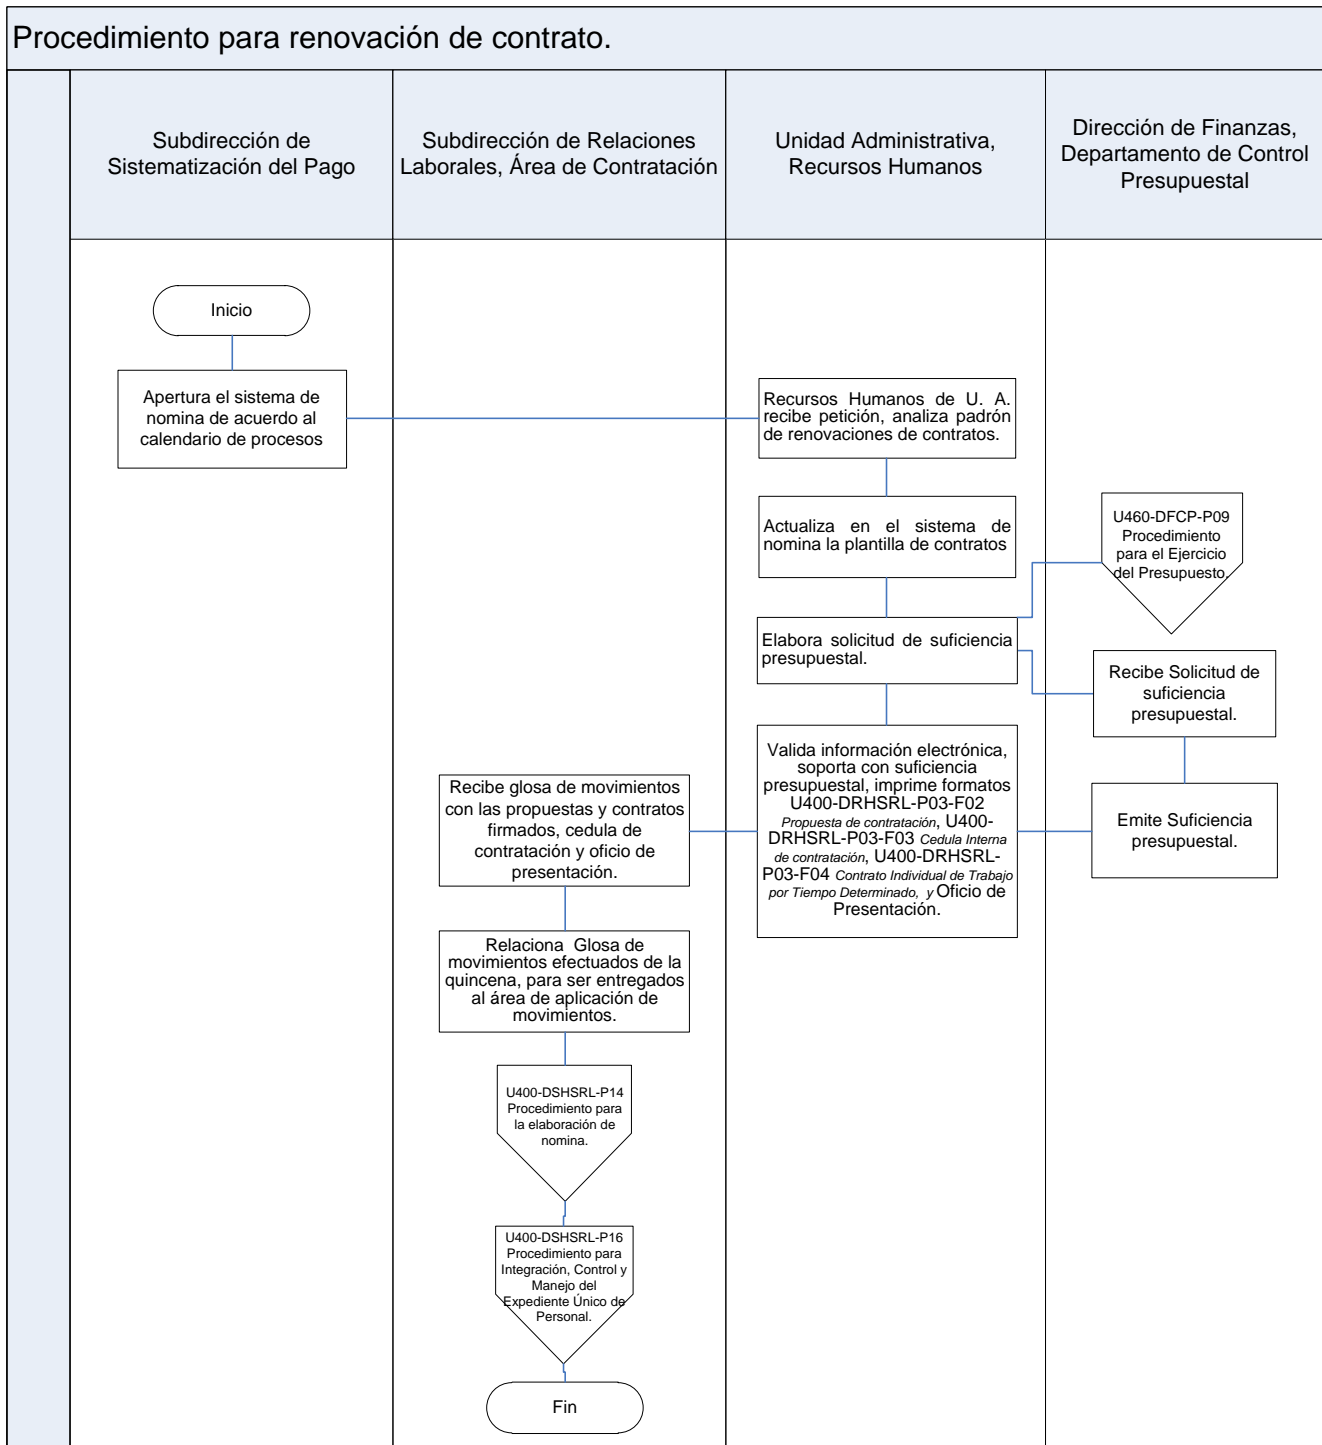 Procedimiento para renovación de contrato.
Subdirección de
Sistematización del Pago
Subdirección de Relaciones
Laborales, Área de Contratación
Unidad Administrativa,
Recursos Humanos
Dirección de Finanzas,
Departamento de Control
Presupuestal
Inicio
Apertura el sistema de
nomina de acuerdo al
calendario de procesos
Recursos Humanos de U. A.
recibe petición, analiza padrón
de renovaciones de contratos.
Actualiza en el sistema de
nomina la plantilla de contratos
U460-DFCP-P09
Procedimiento
para el Ejercicio
del Presupuesto.
Elabora solicitud de suficiencia
presupuestal.
Recibe Solicitud de
suficiencia
presupuestal.
Valida información electrónica,
soporta con suficiencia
presupuestal, imprime formatos
U400-DRHSRL-P03-F02
Propuesta de contratación, U400-
DRHSRL-P03-F03 Cedula Interna
de contratación, U400-DRHSRL-
P03-F04 Contrato Individual de Trabajo
por Tiempo Determinado, y Oficio de
Presentación.
Emite Suficiencia
presupuestal.
Recibe glosa de movimientos
con las propuestas y contratos
firmados, cedula de
contratación y oficio de
presentación.
Relaciona Glosa de
movimientos efectuados de la
quincena, para ser entregados
al área de aplicación de
movimientos.
U400-DSHSRL-P14
Procedimiento para
la elaboración de
nomina.
U400-DSHSRL-P16
Procedimiento para
Integración, Control y
Manejo del
Expediente Único de
Personal.
Fin